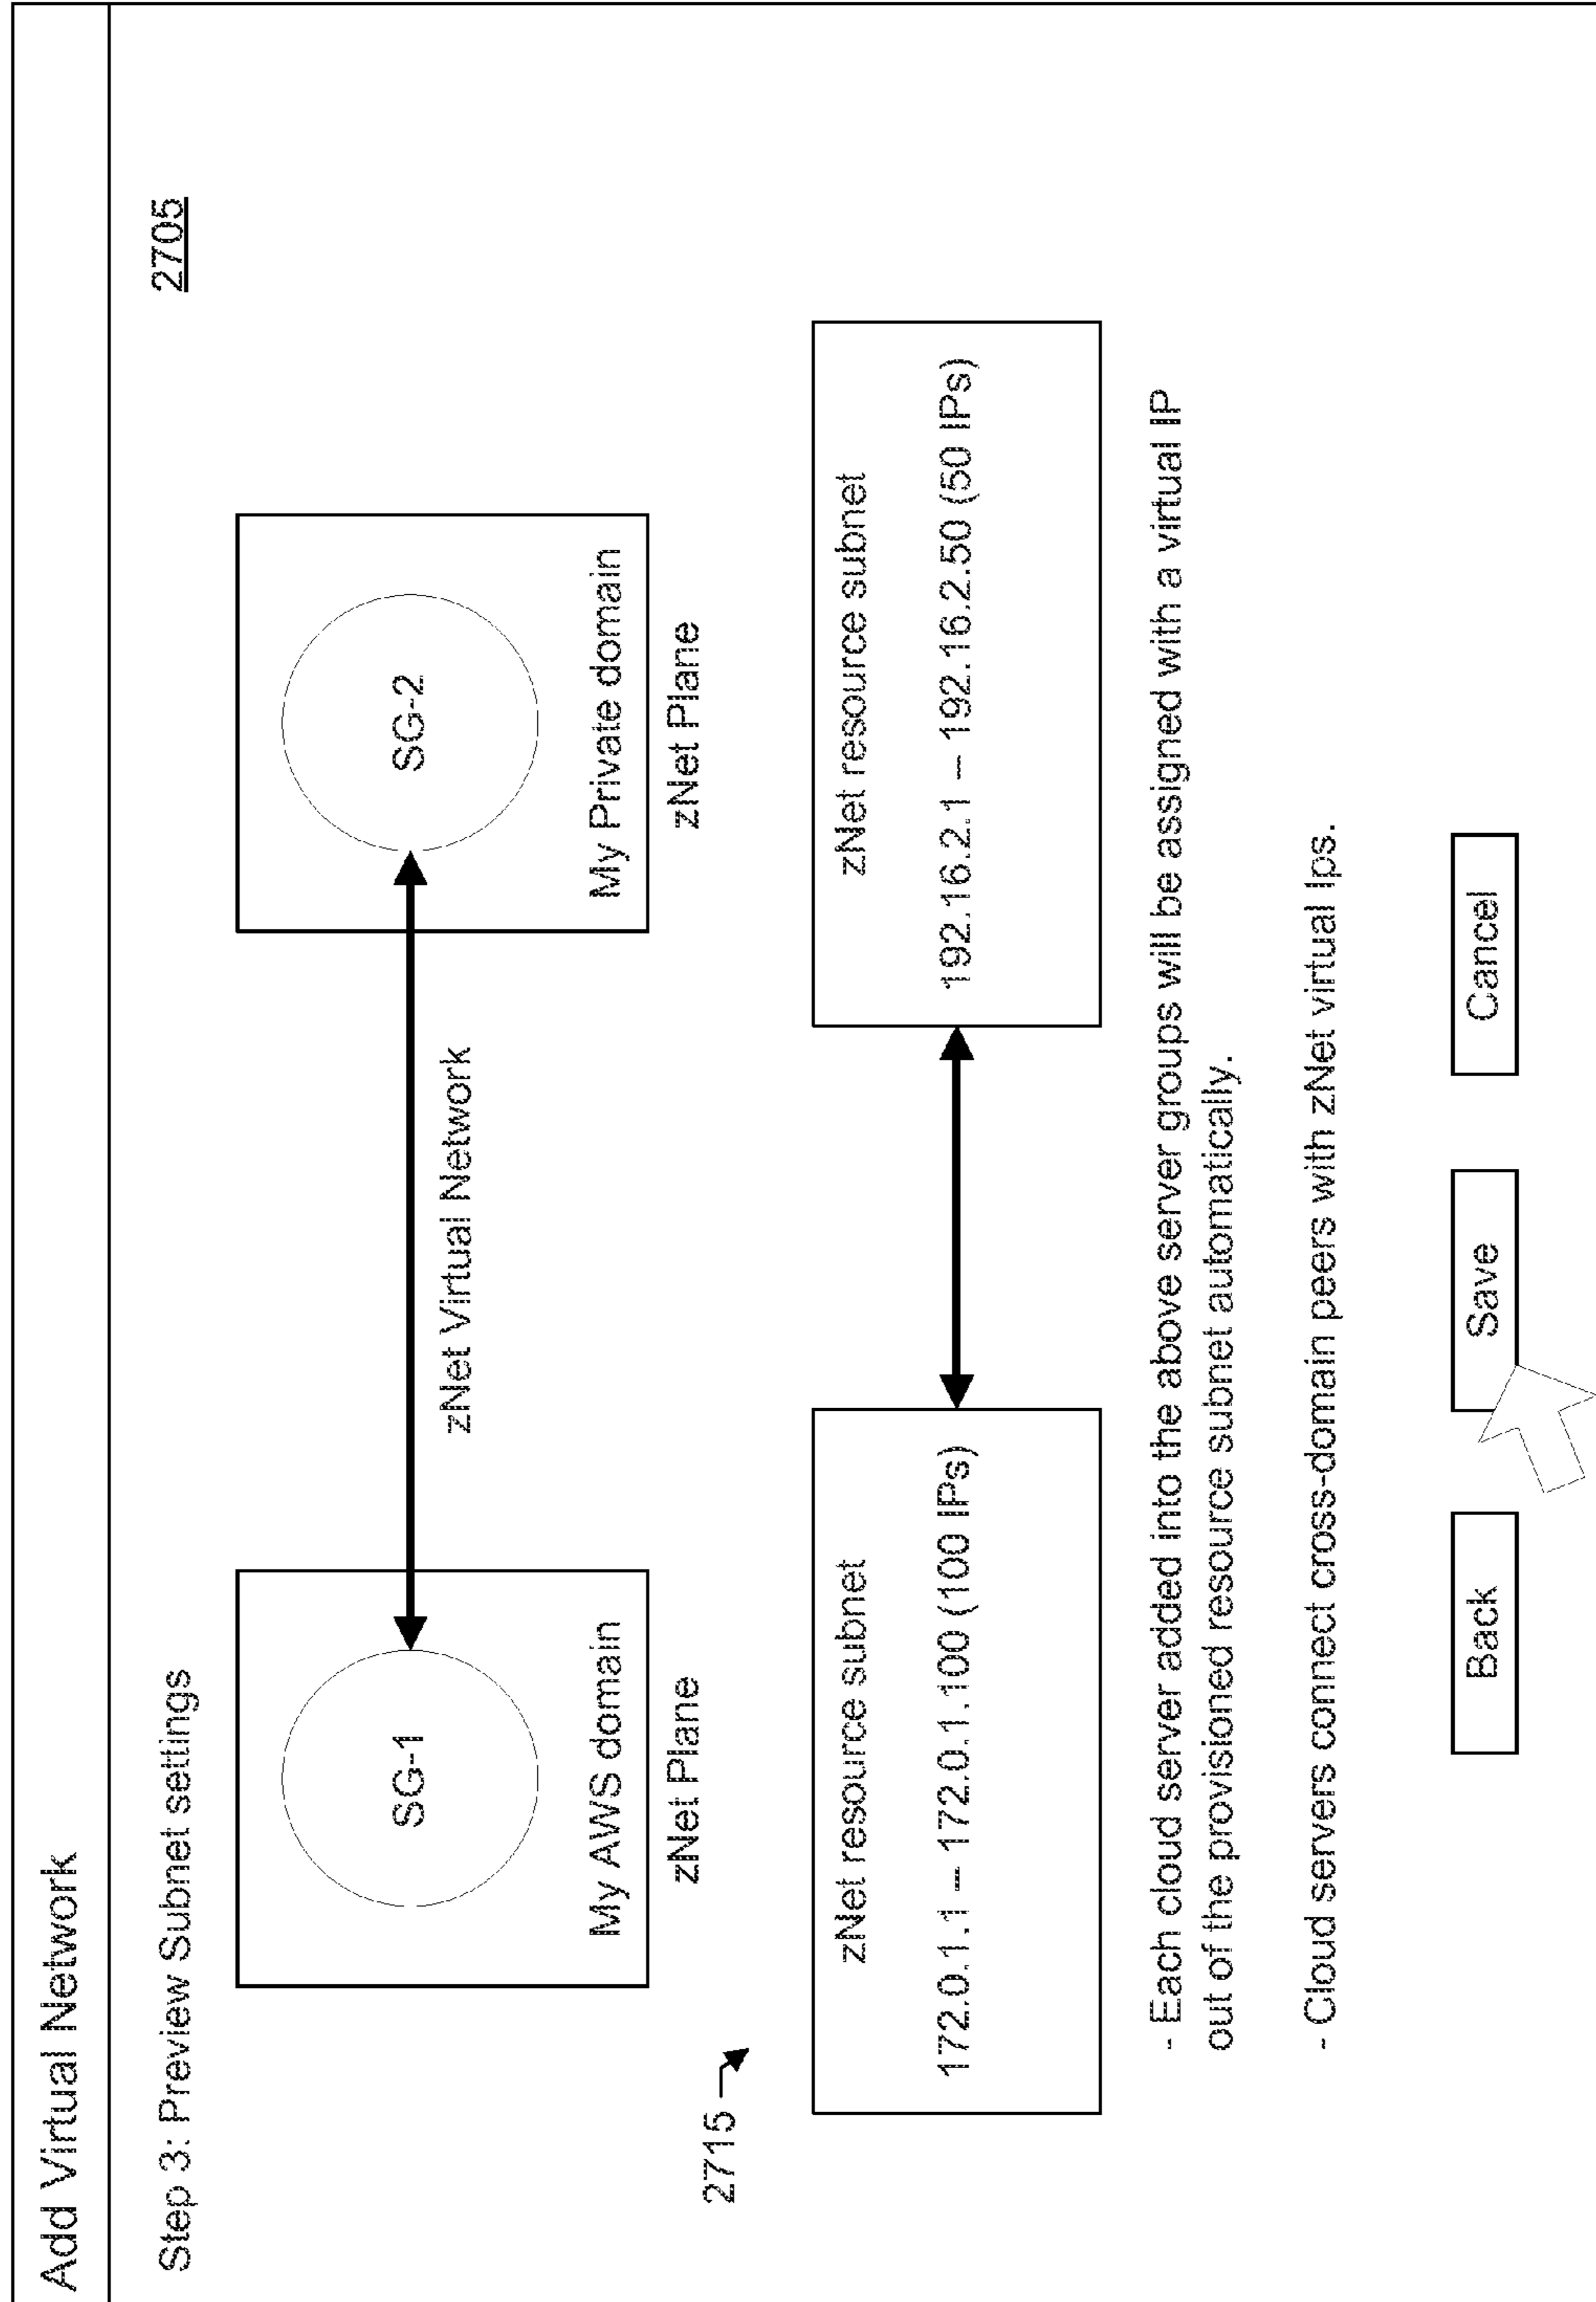 Add Virtual Network
Step 3: Preview Subnet settings
2705
SG-1
SG-2
zNet Virtual Network
My AWS domain
My Private domain
zNet Plane
zNet Plane
2715
zNet resource subnet
172.0.1.1 – 172.0.1.100 (100 IPs)
zNet resource subnet
192.16.2.1 – 192.16.2.50 (50 IPs)
- Each cloud server added into the above server groups will be assigned with a virtual IP
out of the provisioned resource subnet automatically.
- Cloud servers connect cross-domain peers with zNet virtual Ips.
Back
Save
Cancel